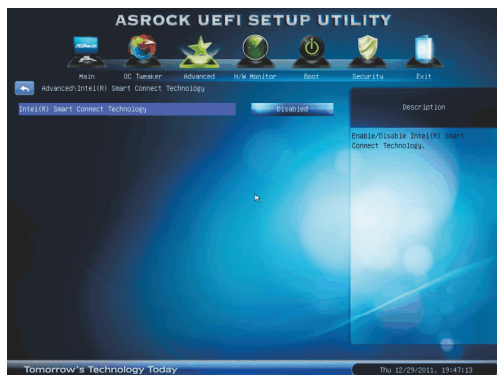 ASROCK UEFI SETUP UTILITY
ASRock
Main OC Tweaker Advanced H/W Monitor Boot Security Exit
Advanced\Intel(R) Smart Connect Technology
Intel(R) Smart Connect Technology Disabled
Description
Enable/Disable Intel(R) Smart
Connect Technology.
Tomorrow's Technology Today Thu 12/29/2011, 19:47:13